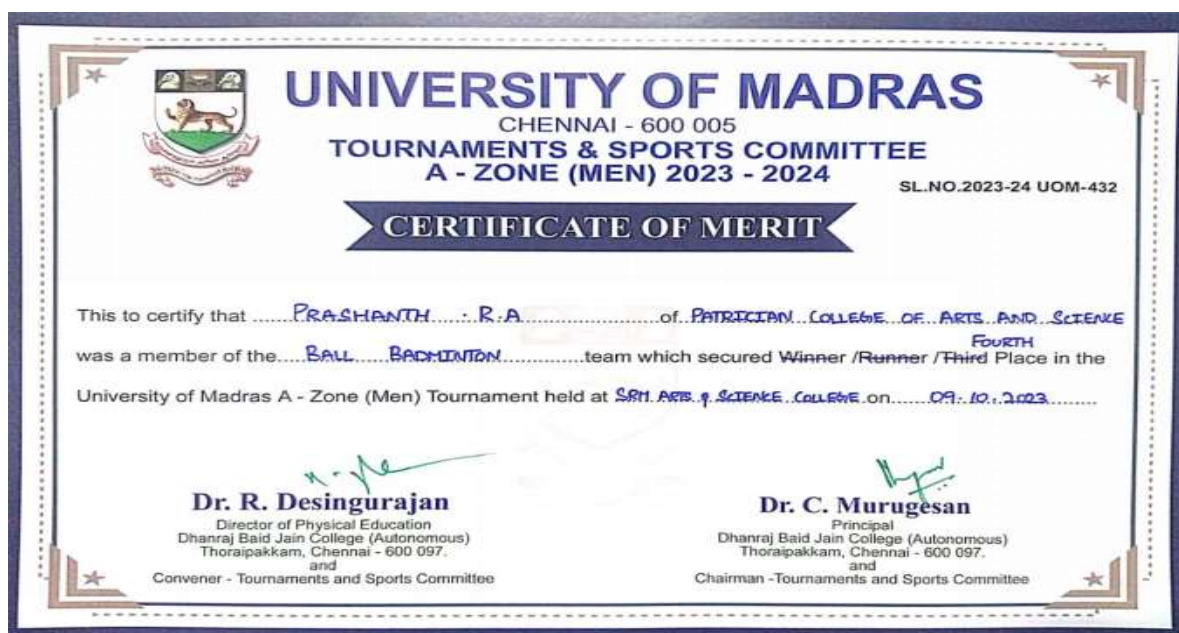 UNIVERSITY OF MADRAS
CHENNAI - 600 005
TOURNAMENTS & SPORTS COMMITTEE
A - ZONE (MEN) 2023 - 2024
SL.NO.2023-24 UOM-432
CERTIFICATE OF MERIT
This to certify that ......PRASHANTH . R.A......of PATRICIAN COLLEGE OF ARTS AND SCIENCE
FOURTH
was a member of the....BALL BADMINTON............team which secured Winner /Runner /Third Place in the
University of Madras A - Zone (Men) Tournament held at SRM ARTS & SCIENCE COLLEGE on......09.10.2023.........
Dr. R. Desingurajan
Director of Physical Education
Dhanraj Baid Jain College (Autonomous)
Thoraipakkam, Chennai - 600 097.
and
Convener - Tournaments and Sports Committee
Dr. C. Murugesan
Principal
Dhanraj Baid Jain College (Autonomous)
Thoraipakkam, Chennai - 600 097.
and
Chairman -Tournaments and Sports Committee